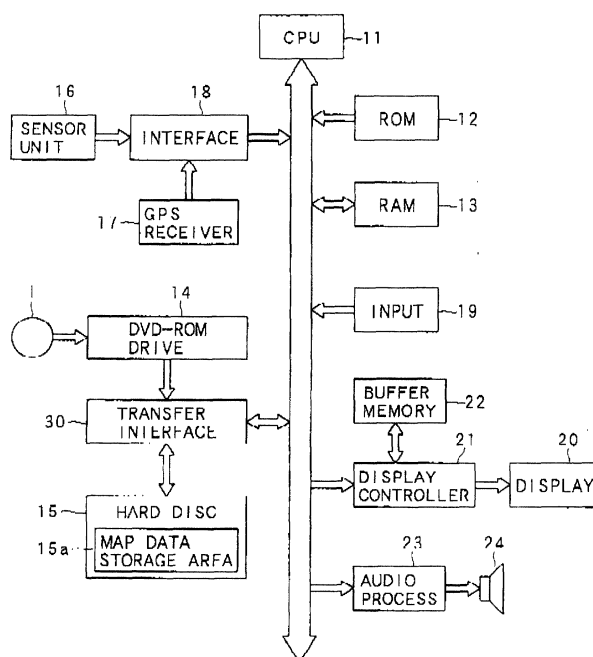 CPU
11
16
SENSOR
UNIT
18
INTERFACE
ROM
12
17
GPS
RECEIVER
RAM
13
1
14
DVD-ROM
DRIVE
INPUT
19
30
TRANSFER
INTERFACE
BUFFER
MEMORY
22
21
DISPLAY
CONTROLLER
20
DISPLAY
15
HARD DISC
15a
MAP DATA
STORAGE AREA
23
AUDIO
PROCESS
24